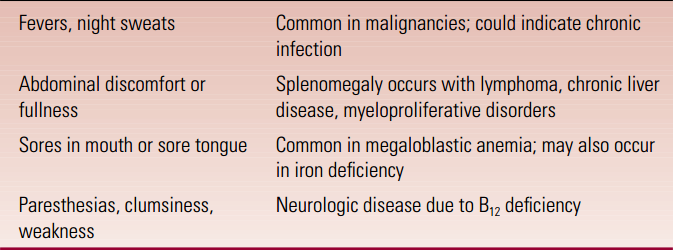 Fevers, night sweats Common in malignancies; could indicate chronic
infection
Abdominal discomfort or Splenomegaly occurs with lymphoma, chronic liver
fullness disease, myeloproliferative disorders
Sores in mouth or sore tongue Common in megaloblastic anemia; may also occur
in iron deficiency
Paresthesias, clumsiness, Neurologic disease due to B₁₂ deficiency
weakness